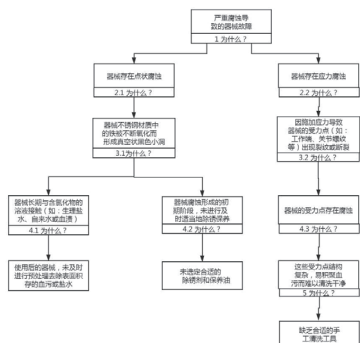 严重腐蚀导
致的器械故障
1 为什么?
器械存在点状腐蚀
2.1 为什么?
器械存在应力腐蚀
2.2 为什么?
器械不锈钢材质中
的铁被不断氧化而
形成真空状黑色小洞
3.1为什么?
因施加应力导致
器械的受力点(如:
工作端、关节螺纹
等)出现裂纹或断裂
3.2 为什么?
器械长期与含氯化物的
溶液接触(如:生理盐
水、自来水或血渍)
4.1 为什么?
器械腐蚀形成的初
期阶段,未进行及
时适当地除锈保养
4.2 为什么?
器械的受力点存在腐蚀
4.3 为什么?
使用后的器械,未及时
进行预处理去除表面积
存的血污或盐水
未选定合适的
除锈剂和保养油
这些受力点结构
复杂,易积聚血
污而难以清洗干净
5 为什么?
缺乏合适的手
工清洗工具